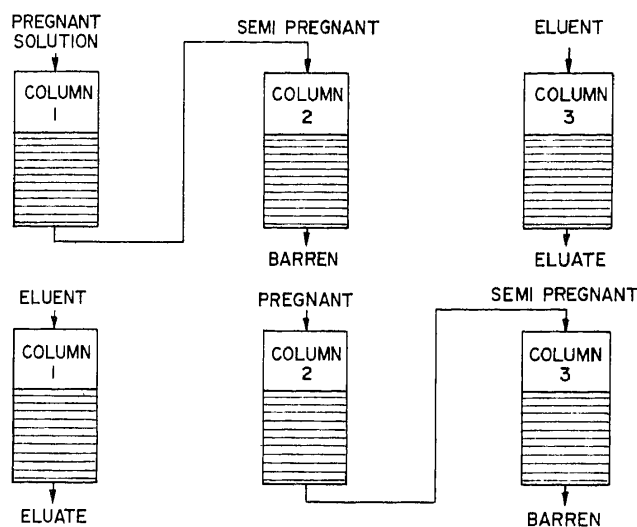 PREGNANT
SOLUTION
SEMI PREGNANT
ELUENT
COLUMN
1
COLUMN
2
COLUMN
3
BARREN
ELUATE
ELUENT
PREGNANT
SEMI PREGNANT
COLUMN
1
COLUMN
2
COLUMN
3
ELUATE
BARREN